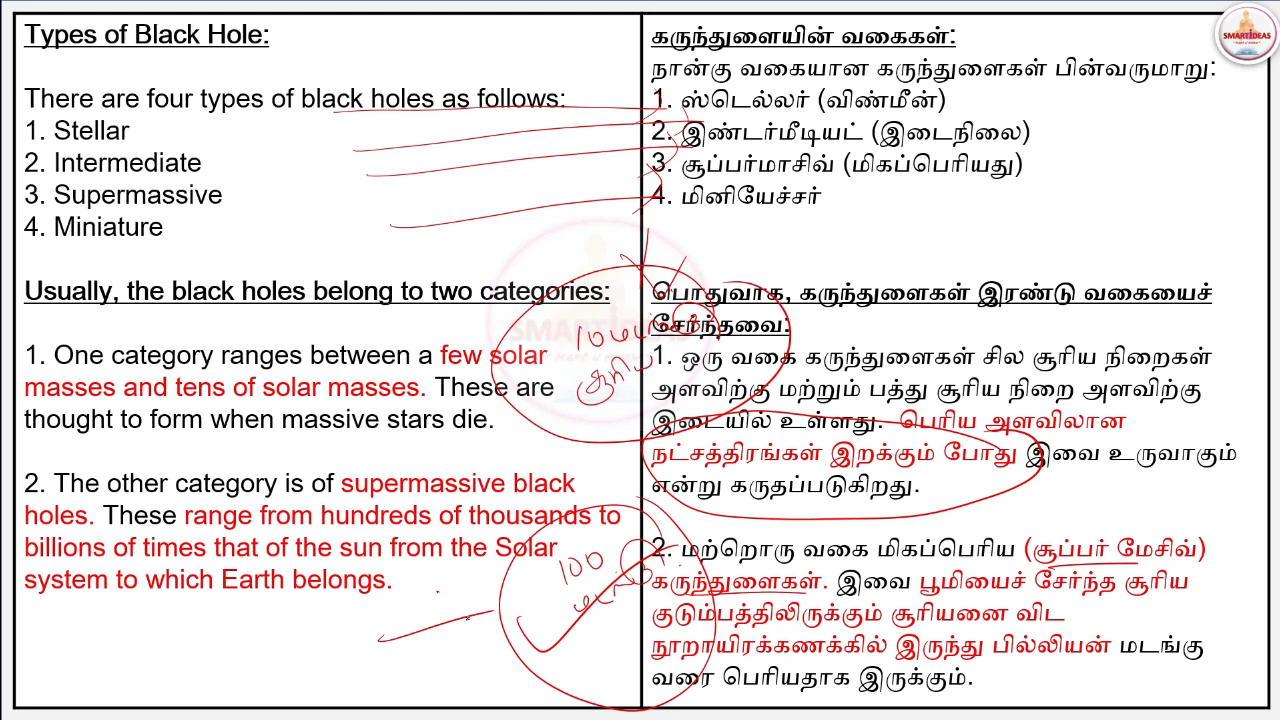 Types of Black Hole:
There are four types of black holes as follows:
1. Stellar
2. Intermediate
3. Supermassive
4. Miniature
Usually, the black holes belong to two categories:
1. One category ranges between a few solar
masses and tens of solar masses. These are
thought to form when massive stars die.
2. The other category is of supermassive black
holes. These range from hundreds of thousands to
billions of times that of the sun from the Solar
system to which Earth belongs.
கருந்துளையின் வகைகள்:
நான்கு வகையான கருந்துளைகள் பின்வருமாறு:
1. ஸ்டெல்லர் (விண்மீன்)
2. இண்டர்மீடியட் (இடைநிலை)
3. சூப்பர்மாசிவ் (மிகப்பெரியது)
4. மினியேச்சர்
பொதுவாக, கருந்துளைகள் இரண்டு வகையைச்
சேர்ந்தவை:
1. ஒரு வகை கருந்துளைகள் சில சூரிய நிறைகள்
அளவிற்கு மற்றும் பத்து சூரிய நிறை அளவிற்கு
இடையில் உள்ளது. பெரிய அளவிலான
நட்சத்திரங்கள் இறக்கும் போது இவை உருவாகும்
என்று கருதப்படுகிறது.
2. மற்றொரு வகை மிகப்பெரிய (சூப்பர் மேசிவ்)
கருந்துளைகள். இவை பூமியைச் சேர்ந்த சூரிய
குடும்பத்திலிருக்கும் சூரியனை விட
நூறாயிரக்கணக்கில் இருந்து பில்லியன் மடங்கு
வரை பெரியதாக இருக்கும்.
SMARTIDEAS
10
100